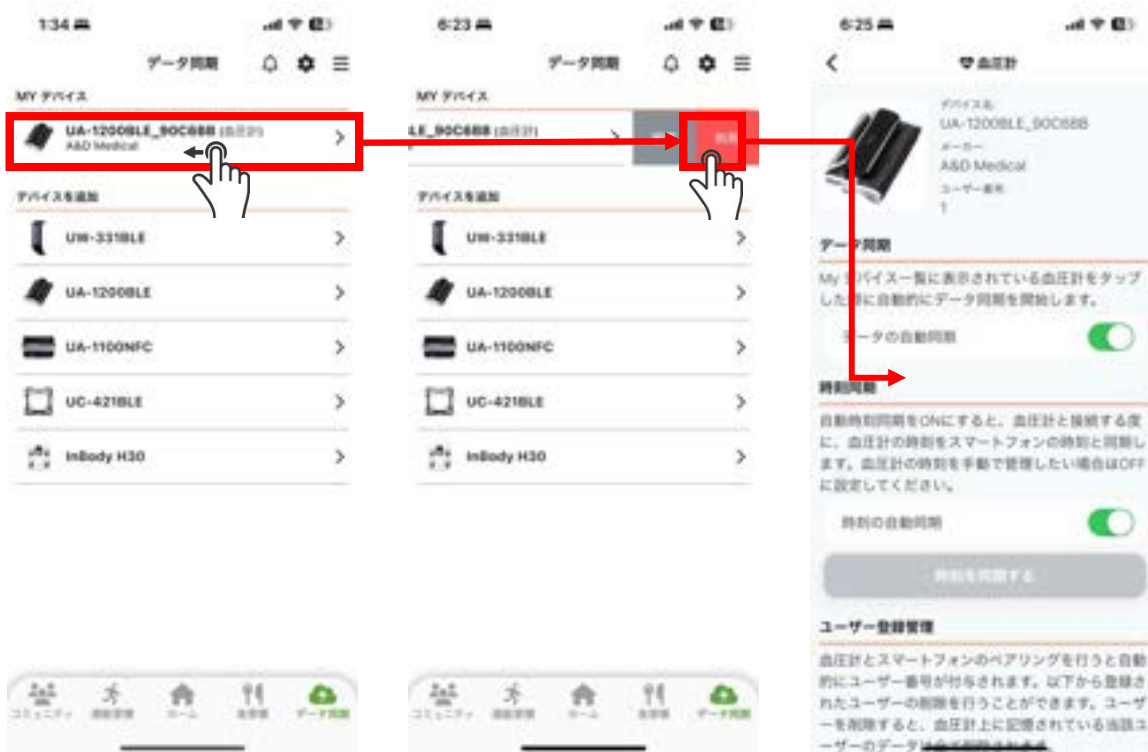 1:34
データ同期
MY デバイス
UA-1200BLE_90C6BB (血圧計)
A&D Medical
デバイスを追加
UW-331BLE
UA-1200BLE
UA-1100NFC
UC-421BLE
InBody H30
コミュニティ
ホーム
データ同期
6:23
データ同期
MY デバイス
LE_90C6BB (血圧計)
デバイスを追加
UW-331BLE
UA-1200BLE
UA-1100NFC
UC-421BLE
InBody H30
コミュニティ
ホーム
データ同期
6:25
血圧計
デバイス名
UA-1200BLE_90C6BB
メーカー
A&D Medical
ユーザー番号
1
データ同期
My デバイス一覧に表示されている血圧計をタップ
した際に自動的にデータ同期を開始します。
データの自動同期
時刻同期
自動時刻同期をONにすると、血圧計と接続する度
に、血圧計の時刻をスマートフォンの時刻と同期し
ます。血圧計の時刻を手動で管理したい場合はOFF
に設定してください。
時刻の自動同期
時刻を同期する
ユーザー登録管理
血圧計とスマートフォンのペアリングを行うと自動
的にユーザー番号が付与されます。以下から登録さ
れたユーザーの削除を行うことができます。ユーザ
ーを削除すると、血圧計上に記憶されている当該ユ
ーザーのデータは